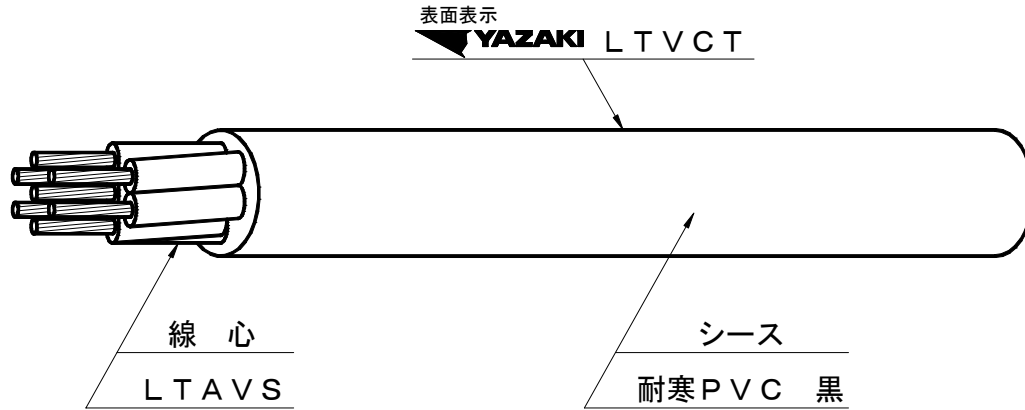 表面表示
YAZAKI LTVCT
線 心
LTAVS
シース
耐寒PVC 黒